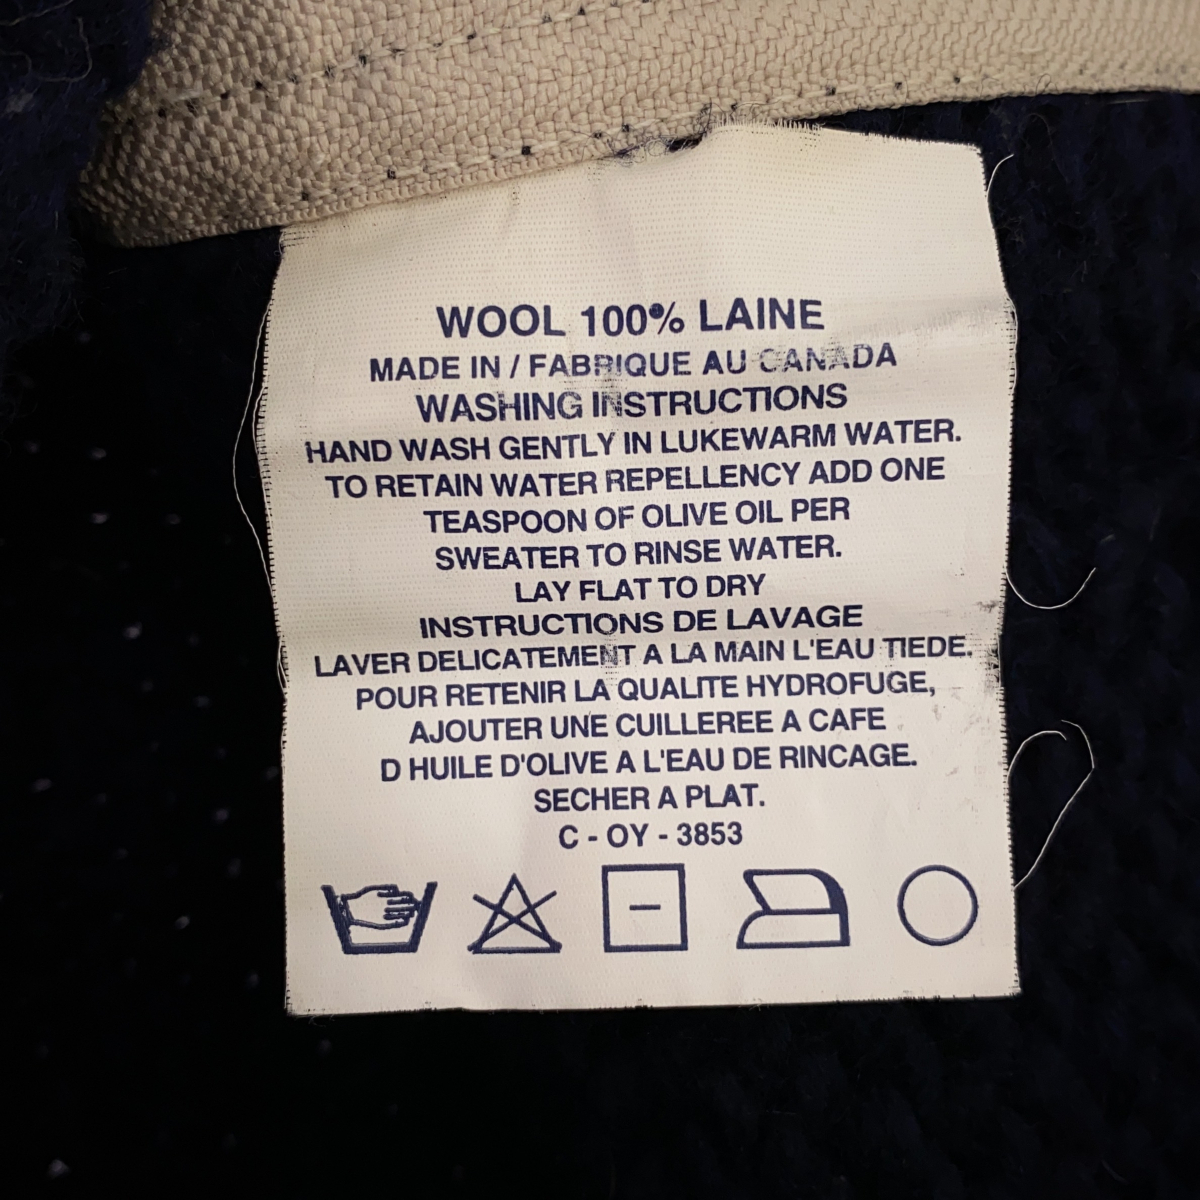 WOOL 100% LAINE
MADE IN / FABRIQUE AU CANADA
WASHING INSTRUCTIONS
HAND WASH GENTLY IN LUKEWARM WATER.
TO RETAIN WATER REPELLENCY ADD ONE
TEASPOON OF OLIVE OIL PER
SWEATER TO RINSE WATER.
LAY FLAT TO DRY
INSTRUCTIONS DE LAVAGE
LAVER DELICATEMENT A LA MAIN L'EAU TIEDE.
POUR RETENIR LA QUALITE HYDROFUGE,
AJOUTER UNE CUILLEREE A CAFE
D HUILE D'OLIVE A L'EAU DE RINCAGE.
SECHER A PLAT.
C - OY - 3853